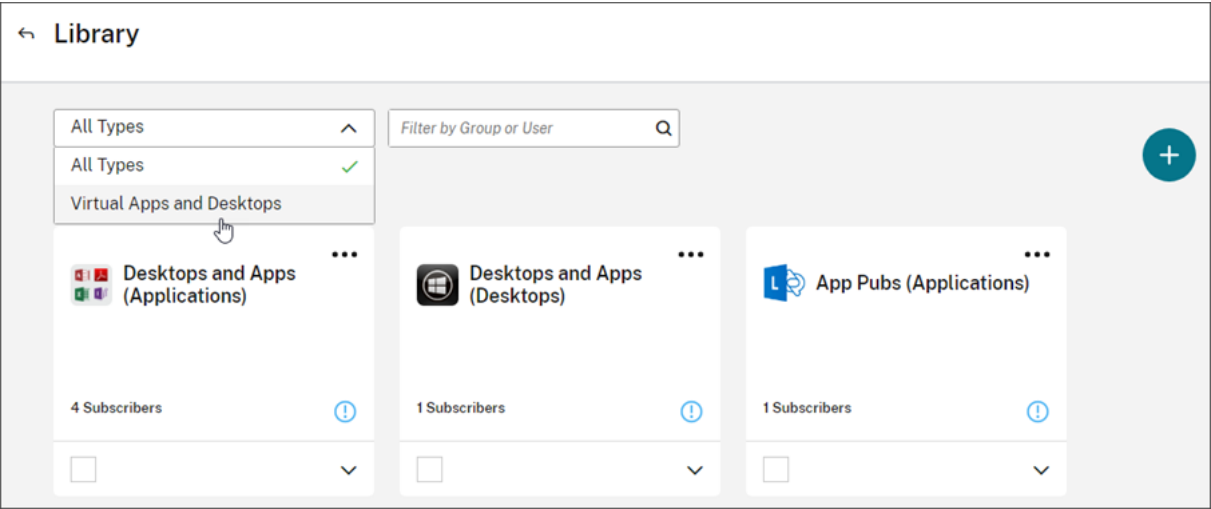 Library
All Types
Filter by Group or User
All Types
Virtual Apps and Desktops
Desktops and Apps
(Applications)
4 Subscribers
Desktops and Apps
(Desktops)
1 Subscribers
App Pubs (Applications)
1 Subscribers